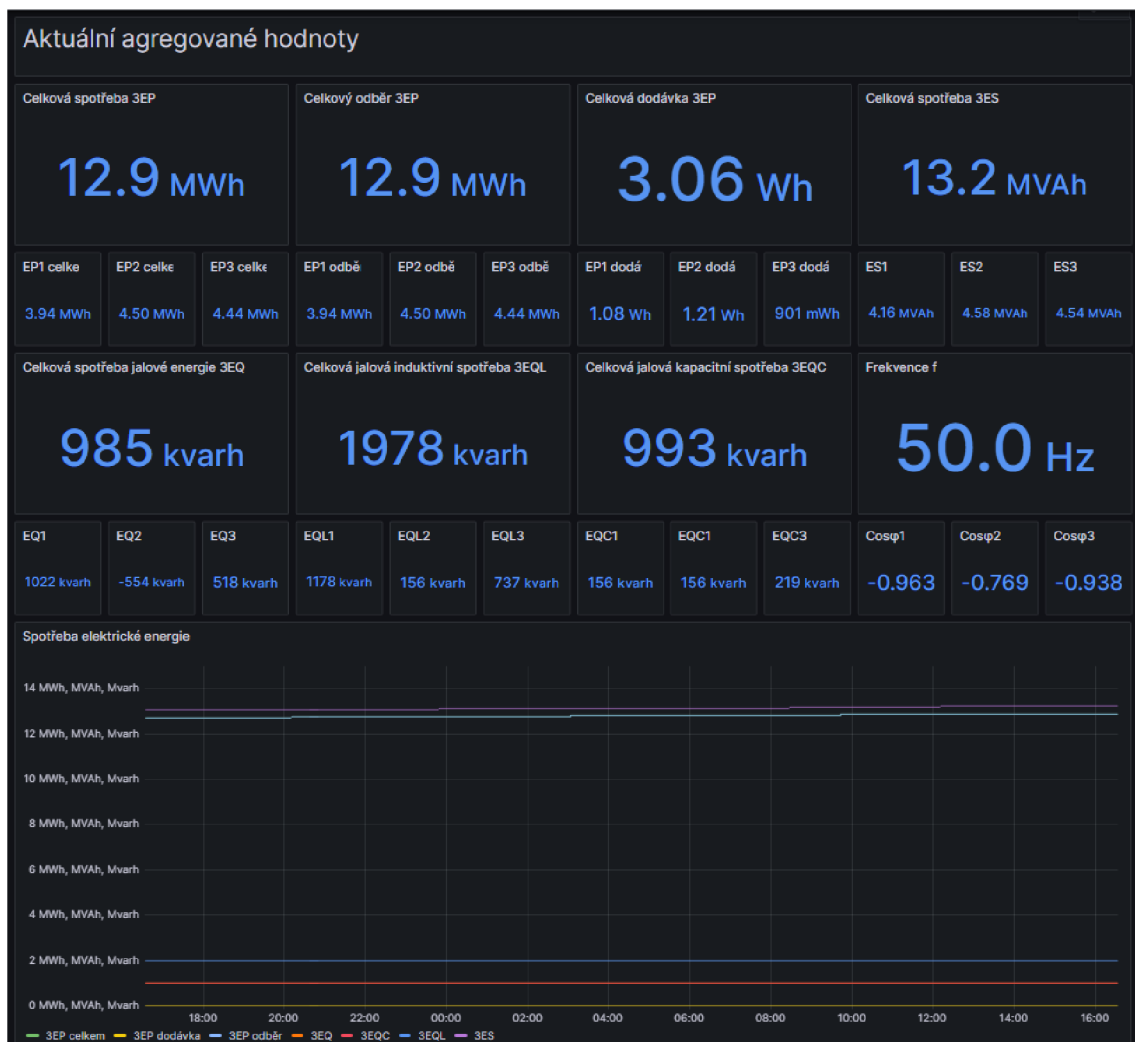 Aktuální agregované hodnoty
Celková spotřeba 3EP Celkový odběr 3EP Celková dodávka 3EP Celková spotřeba 3ES
12.9 MWh 12.9 MWh 3.06 Wh 13.2 MVAh
EP1 celke EP2 celke EP3 celke EP1 odbě EP2 odbě EP3 odbě EP1 dodá EP2 dodá EP3 dodá ES1 ES2 ES3
3.94 MWh 4.50 MWh 4.44 MWh 3.94 MWh 4.50 MWh 4.44 MWh 1.08 Wh 1.21 Wh 901 mWh 4.16 MVAh 4.58 MVAh 4.54 MVAh
Celková spotřeba jalové energie 3EQ Celková jalová induktivní spotřeba 3EQL Celková jalová kapacitní spotřeba 3EQC Frekvence f
985 kvarh 1978 kvarh 993 kvarh 50.0 Hz
EQ1 EQ2 EQ3 EQL1 EQL2 EQL3 EQC1 EQC1 EQC3 Cosφ1 Cosφ2 Cosφ3
1022 kvarh -554 kvarh 518 kvarh 1178 kvarh 156 kvarh 737 kvarh 156 kvarh 156 kvarh 219 kvarh -0.963 -0.769 -0.938
Spotřeba elektrické energie
14 MWh, MVAh, Mvarh
12 MWh, MVAh, Mvarh
10 MWh, MVAh, Mvarh
8 MWh, MVAh, Mvarh
6 MWh, MVAh, Mvarh
4 MWh, MVAh, Mvarh
2 MWh, MVAh, Mvarh
0 MWh, MVAh, Mvarh
18:00 20:00 22:00 00:00 02:00 04:00 06:00 08:00 10:00 12:00 14:00 16:00
3EP celkem 3EP dodávka 3EP odběr 3EQ 3EQC 3EQL 3ES